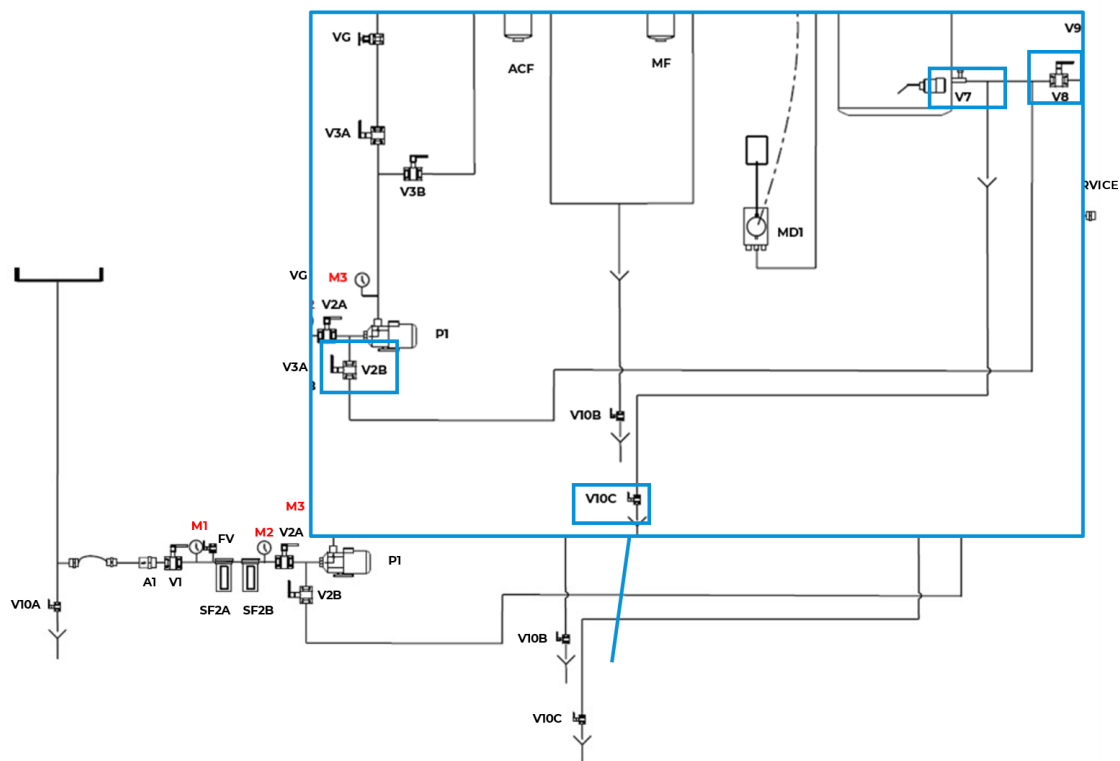 V9
VG
ACF
MF
V7
V8
V3A
V3B
RVICE
MD1
VG
M3
V2A
P1
V3A
V2B
V10B
V10C
M3
M1
FV
M2
V2A
P1
A1
V1
SF2A
SF2B
V2B
V10A
V10B
V10C